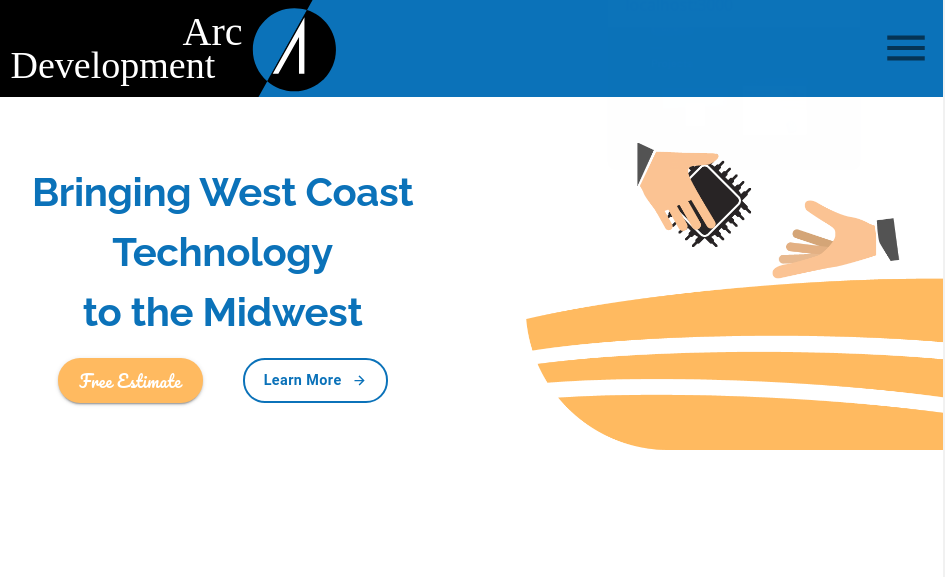 Arc
Development
Bringing West Coast
Technology
to the Midwest
Free Estimate
Learn More →